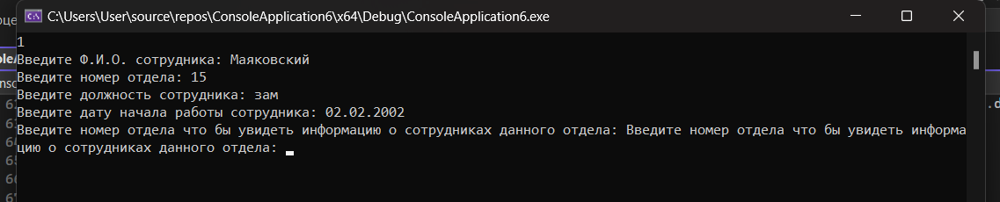 C:\Users\User\source\repos\ConsoleApplication6\x64\Debug\ConsoleApplication6.exe
1
Введите Ф.И.О. сотрудника: Маяковский
Введите номер отдела: 15
Введите должность сотрудника: зам
Введите дату начала работы сотрудника: 02.02.2002
Введите номер отдела что бы увидеть информацию о сотрудниках данного отдела: Введите номер отдела что бы увидеть информа
цию о сотрудниках данного отдела: